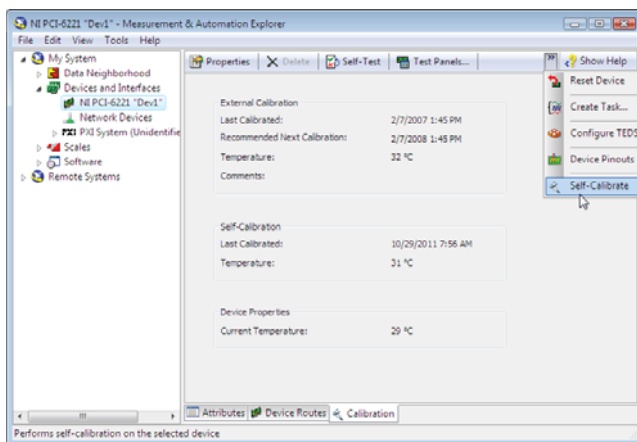 NI PCI-6221 "Dev1" - Measurement & Automation Explorer
File Edit View Tools Help
My System
Data Neighborhood
Devices and Interfaces
NI PCI-6221 "Dev1"
Network Devices
PXI PXI System (Unidentifie
Scales
Software
Remote Systems
Properties Delete Self-Test Test Panels... Show Help
Reset Device
Create Task...
Configure TEDS
Device Pinouts
Self-Calibrate
External Calibration
Last Calibrated: 2/7/2007 1:45 PM
Recommended Next Calibration: 2/7/2008 1:45 PM
Temperature: 32 °C
Comments:
Self-Calibration
Last Calibrated: 10/29/2011 7:56 AM
Temperature: 31 °C
Device Properties
Current Temperature: 29 °C
Attributes Device Routes Calibration
Performs self-calibration on the selected device